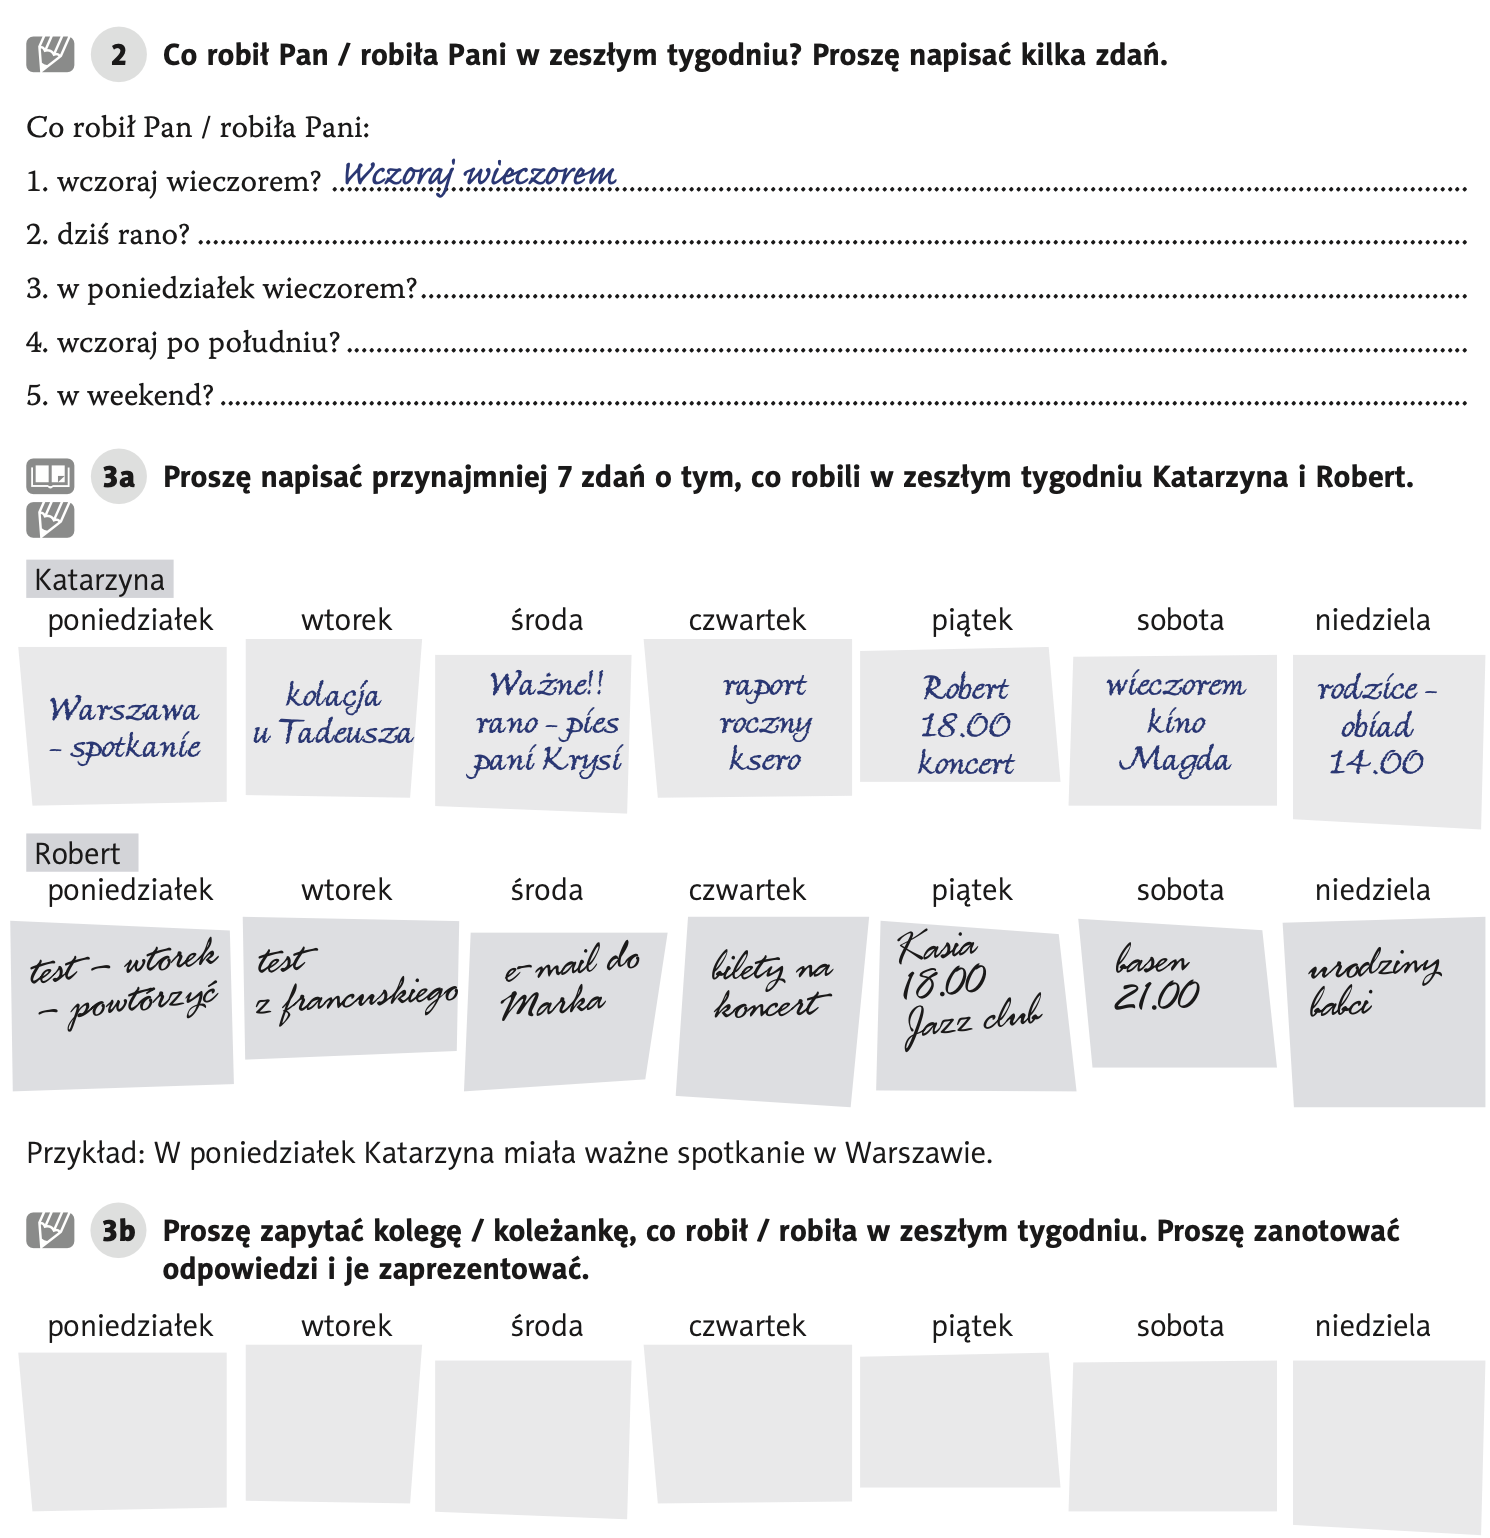 2 Co robił Pan / robiła Pani w zeszłym tygodniu? Proszę napisać kilka zdań.
Co robił Pan / robiła Pani:
1. wczoraj wieczorem? Wczoraj wieczorem
2. dziś rano?
3. w poniedziałek wieczorem?
4. wczoraj po południu?
5. w weekend?
3a Proszę napisać przynajmniej 7 zdań o tym, co robili w zeszłym tygodniu Katarzyna i Robert.
Katarzyna
poniedziałek wtorek środa czwartek piątek sobota niedziela
Warszawa
- spotkanie
kolacja
u Tadeusza
Ważne!!
rano - pies
pani Krysi
raport
roczny
ksero
Robert
18.00
koncert
wieczorem
kino
Magda
rodzice -
obiad
14.00
Robert
poniedziałek wtorek środa czwartek piątek sobota niedziela
test - wtorek
- powtórzyć
test
z francuskiego
e-mail do
Marka
bilety na
koncert
Kasia
18.00
Jazz club
basen
21.00
urodziny
babci
Przykład: W poniedziałek Katarzyna miała ważne spotkanie w Warszawie.
3b Proszę zapytać kolegę / koleżankę, co robił / robiła w zeszłym tygodniu. Proszę zanotować
odpowiedzi i je zaprezentować.
poniedziałek wtorek środa czwartek piątek sobota niedziela